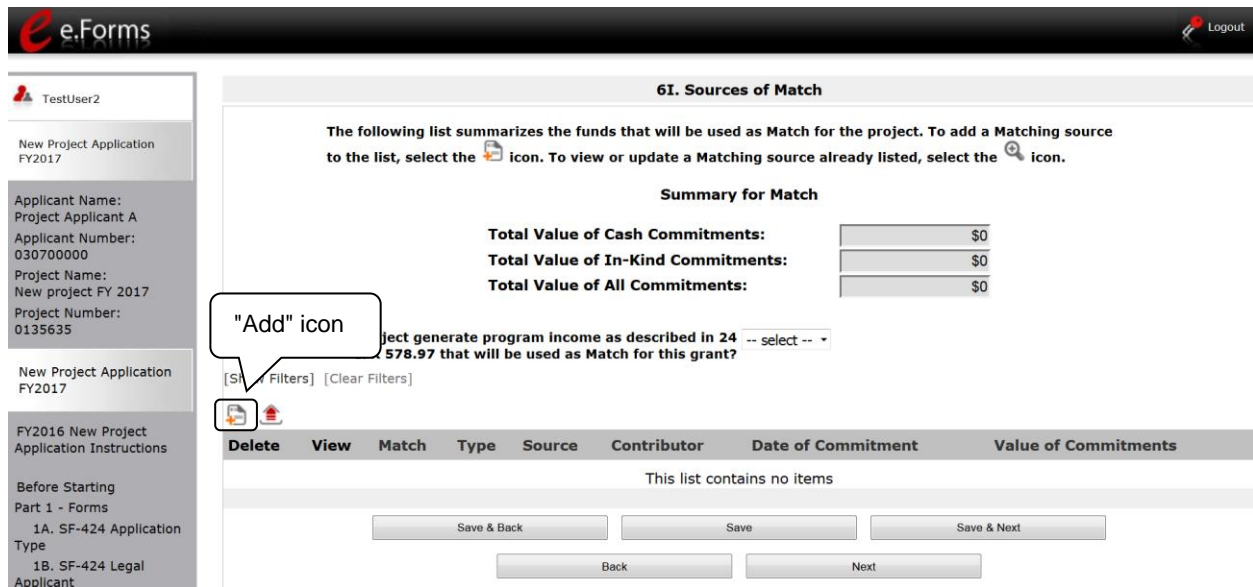 e e.Forms
Logout
TestUser2
New Project Application
FY2017
Applicant Name:
Project Applicant A
Applicant Number:
030700000
Project Name:
New project FY 2017
Project Number:
0135635
New Project Application
FY2017
FY2016 New Project
Application Instructions
Before Starting
Part 1 - Forms
1A. SF-424 Application
Type
1B. SF-424 Legal
Applicant
6I. Sources of Match
The following list summarizes the funds that will be used as Match for the project. To add a Matching source
to the list, select the icon. To view or update a Matching source already listed, select the icon.
Summary for Match
Total Value of Cash Commitments: $0
Total Value of In-Kind Commitments: $0
Total Value of All Commitments: $0
"Add" icon
generate program income as described in 24 -- select --
578.97 that will be used as Match for this grant?
[Show Filters] [Clear Filters]
Delete View Match Type Source Contributor Date of Commitment Value of Commitments
This list contains no items
Save & Back Save Save & Next
Back Next